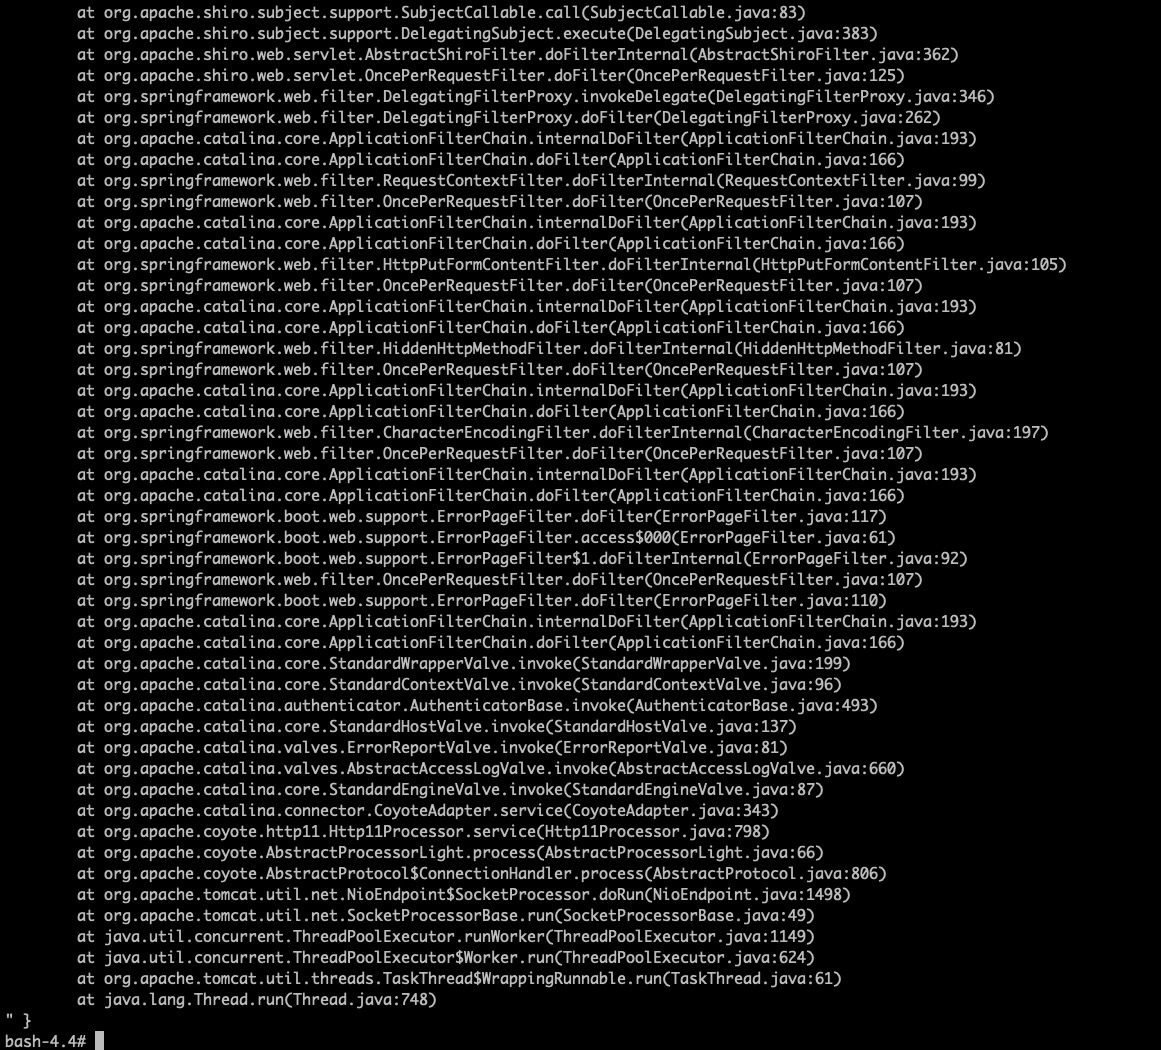 at org.apache.shiro.subject.support.SubjectCallable.call(SubjectCallable.java:83)
at org.apache.shiro.subject.support.DelegatingSubject.execute(DelegatingSubject.java:383)
at org.apache.shiro.web.servlet.AbstractShiroFilter.doFilterInternal(AbstractShiroFilter.java:362)
at org.apache.shiro.web.servlet.OncePerRequestFilter.doFilter(OncePerRequestFilter.java:125)
at org.springframework.web.filter.DelegatingFilterProxy.invokeDelegate(DelegatingFilterProxy.java:346)
at org.springframework.web.filter.DelegatingFilterProxy.doFilter(DelegatingFilterProxy.java:262)
at org.apache.catalina.core.ApplicationFilterChain.internalDoFilter(ApplicationFilterChain.java:193)
at org.apache.catalina.core.ApplicationFilterChain.doFilter(ApplicationFilterChain.java:166)
at org.springframework.web.filter.RequestContextFilter.doFilterInternal(RequestContextFilter.java:99)
at org.springframework.web.filter.OncePerRequestFilter.doFilter(OncePerRequestFilter.java:107)
at org.apache.catalina.core.ApplicationFilterChain.internalDoFilter(ApplicationFilterChain.java:193)
at org.apache.catalina.core.ApplicationFilterChain.doFilter(ApplicationFilterChain.java:166)
at org.springframework.web.filter.HttpPutFormContentFilter.doFilterInternal(HttpPutFormContentFilter.java:105)
at org.springframework.web.filter.OncePerRequestFilter.doFilter(OncePerRequestFilter.java:107)
at org.apache.catalina.core.ApplicationFilterChain.internalDoFilter(ApplicationFilterChain.java:193)
at org.apache.catalina.core.ApplicationFilterChain.doFilter(ApplicationFilterChain.java:166)
at org.springframework.web.filter.HiddenHttpMethodFilter.doFilterInternal(HiddenHttpMethodFilter.java:81)
at org.springframework.web.filter.OncePerRequestFilter.doFilter(OncePerRequestFilter.java:107)
at org.apache.catalina.core.ApplicationFilterChain.internalDoFilter(ApplicationFilterChain.java:193)
at org.apache.catalina.core.ApplicationFilterChain.doFilter(ApplicationFilterChain.java:166)
at org.springframework.web.filter.CharacterEncodingFilter.doFilterInternal(CharacterEncodingFilter.java:197)
at org.springframework.web.filter.OncePerRequestFilter.doFilter(OncePerRequestFilter.java:107)
at org.apache.catalina.core.ApplicationFilterChain.internalDoFilter(ApplicationFilterChain.java:193)
at org.apache.catalina.core.ApplicationFilterChain.doFilter(ApplicationFilterChain.java:166)
at org.springframework.boot.web.support.ErrorPageFilter.doFilter(ErrorPageFilter.java:117)
at org.springframework.boot.web.support.ErrorPageFilter.access$000(ErrorPageFilter.java:61)
at org.springframework.boot.web.support.ErrorPageFilter$1.doFilterInternal(ErrorPageFilter.java:92)
at org.springframework.web.filter.OncePerRequestFilter.doFilter(OncePerRequestFilter.java:107)
at org.springframework.boot.web.support.ErrorPageFilter.doFilter(ErrorPageFilter.java:110)
at org.apache.catalina.core.ApplicationFilterChain.internalDoFilter(ApplicationFilterChain.java:193)
at org.apache.catalina.core.ApplicationFilterChain.doFilter(ApplicationFilterChain.java:166)
at org.apache.catalina.core.StandardWrapperValve.invoke(StandardWrapperValve.java:199)
at org.apache.catalina.core.StandardContextValve.invoke(StandardContextValve.java:96)
at org.apache.catalina.authenticator.AuthenticatorBase.invoke(AuthenticatorBase.java:493)
at org.apache.catalina.core.StandardHostValve.invoke(StandardHostValve.java:137)
at org.apache.catalina.valves.ErrorReportValve.invoke(ErrorReportValve.java:81)
at org.apache.catalina.valves.AbstractAccessLogValve.invoke(AbstractAccessLogValve.java:660)
at org.apache.catalina.core.StandardEngineValve.invoke(StandardEngineValve.java:87)
at org.apache.catalina.connector.CoyoteAdapter.service(CoyoteAdapter.java:343)
at org.apache.coyote.http11.Http11Processor.service(Http11Processor.java:798)
at org.apache.coyote.AbstractProcessorLight.process(AbstractProcessorLight.java:66)
at org.apache.coyote.AbstractProtocol$ConnectionHandler.process(AbstractProtocol.java:806)
at org.apache.tomcat.util.net.NioEndpoint$SocketProcessor.doRun(NioEndpoint.java:1498)
at org.apache.tomcat.util.net.SocketProcessorBase.run(SocketProcessorBase.java:49)
at java.util.concurrent.ThreadPoolExecutor.runWorker(ThreadPoolExecutor.java:1149)
at java.util.concurrent.ThreadPoolExecutor$Worker.run(ThreadPoolExecutor.java:624)
at org.apache.tomcat.util.threads.TaskThread$WrappingRunnable.run(TaskThread.java:61)
at java.lang.Thread.run(Thread.java:748)
" }
bash-4.4#